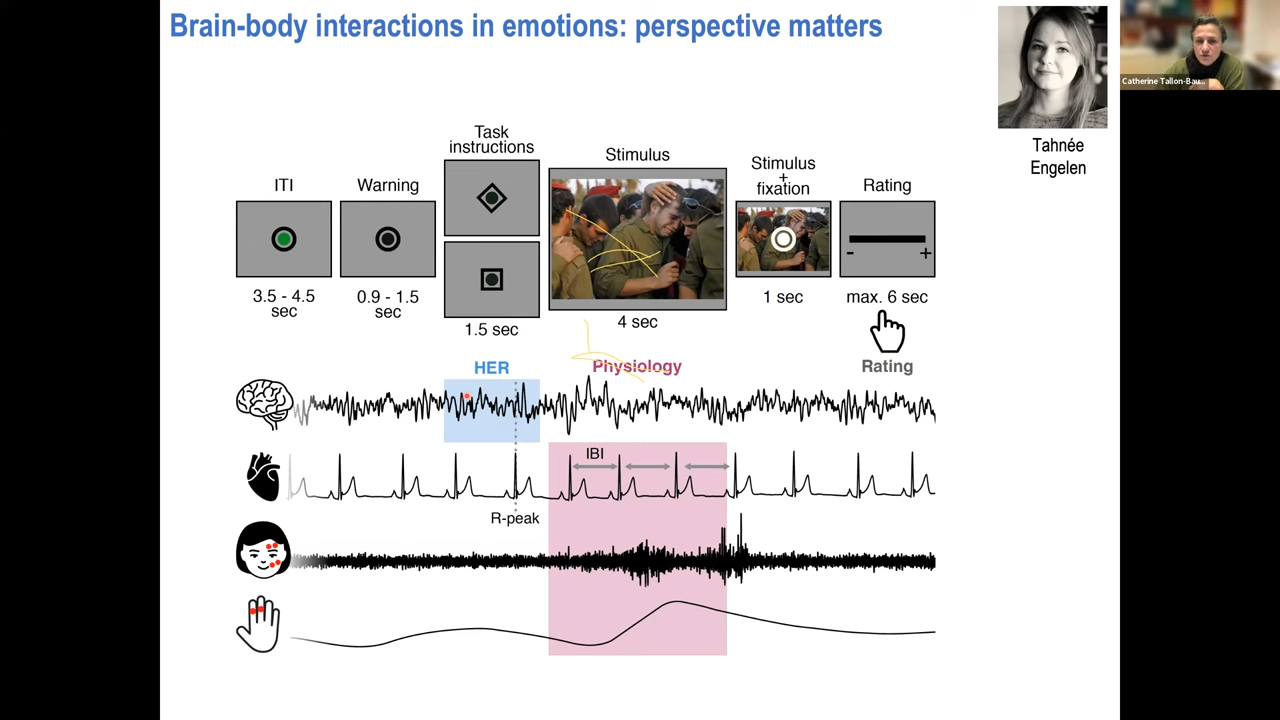 Brain-body interactions in emotions: perspective matters
Catherine Tallon-Bau...
Tahnée
Engelen
ITI
Warning
Task
instructions
Stimulus
Stimulus
+
fixation
Rating
- +
3.5 - 4.5
sec
0.9 - 1.5
sec
1.5 sec
4 sec
1 sec
max. 6 sec
HER
Physiology
Rating
IBI
R-peak